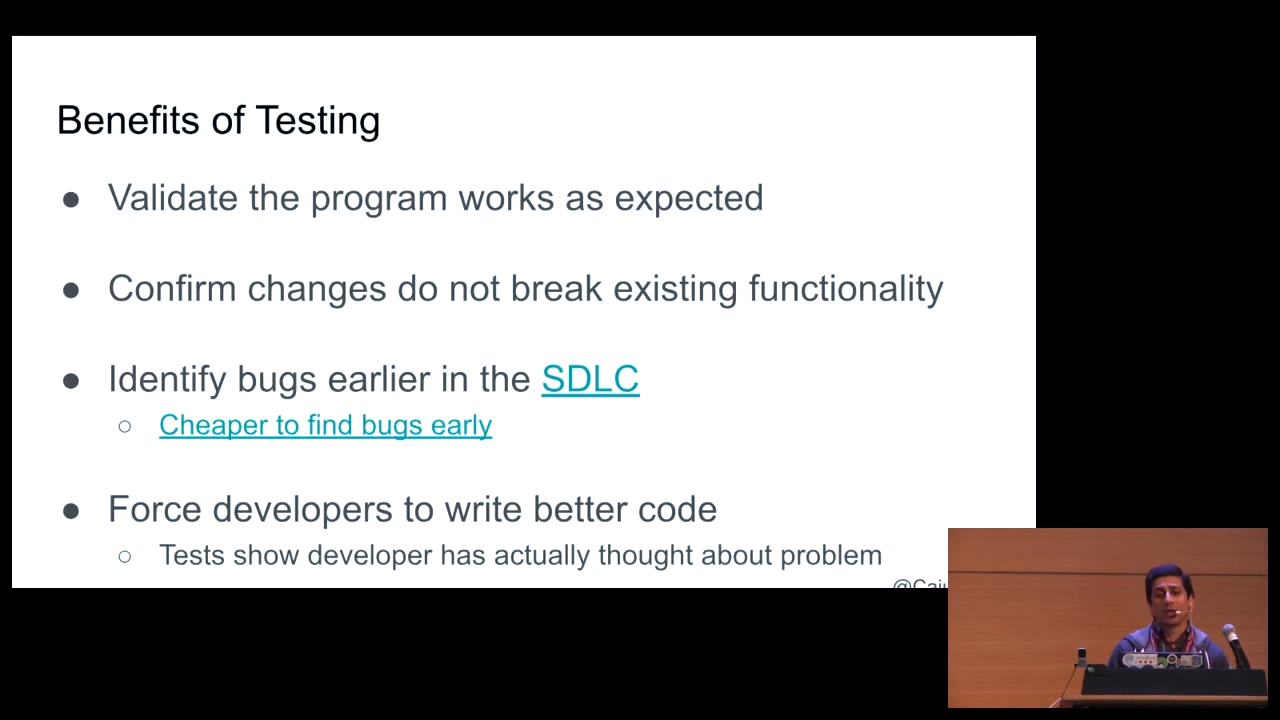 Benefits of Testing
● Validate the program works as expected
● Confirm changes do not break existing functionality
● Identify bugs earlier in the SDLC
○ Cheaper to find bugs early
● Force developers to write better code
○ Tests show developer has actually thought about problem